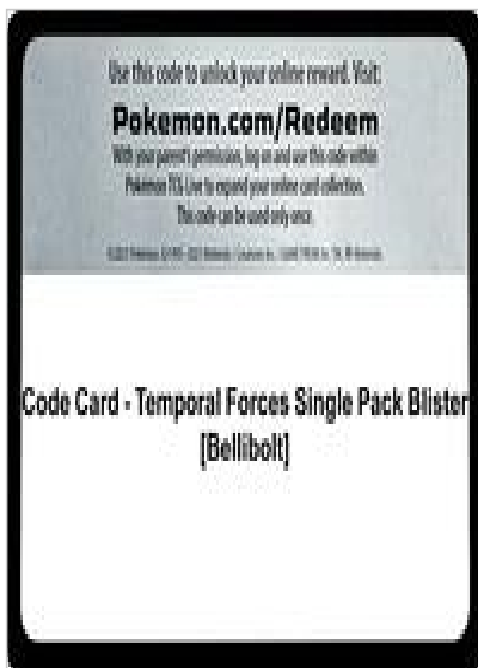 Use this code to unlock your online reward. Visit:
Pokemon.com/Redeem
With your parent's permission, log on and use this code within
Pokémon TCG Live to expand your online card collection.
This code can be used only once.
Code Card - Temporal Forces Single Pack Blister
[Bellibolt]